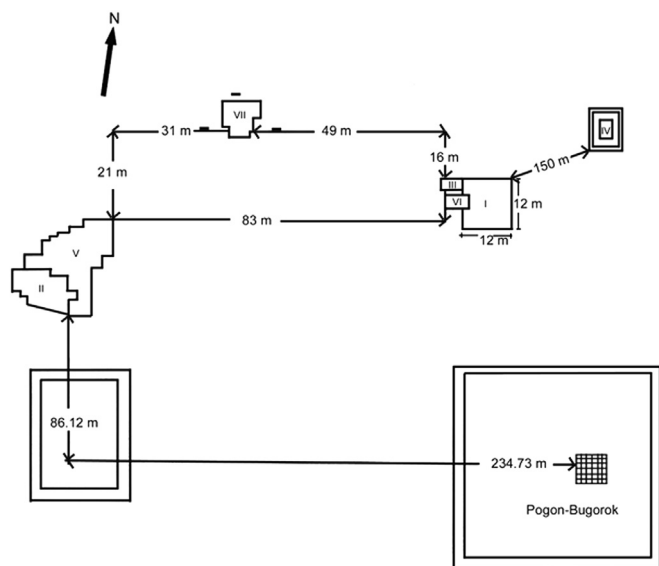 N
VII
31 m
49 m
IV
21 m
16 m
150 m
III
VI
I
12 m
83 m
12 m
V
II
86.12 m
234.73 m
Pogon-Bugorok